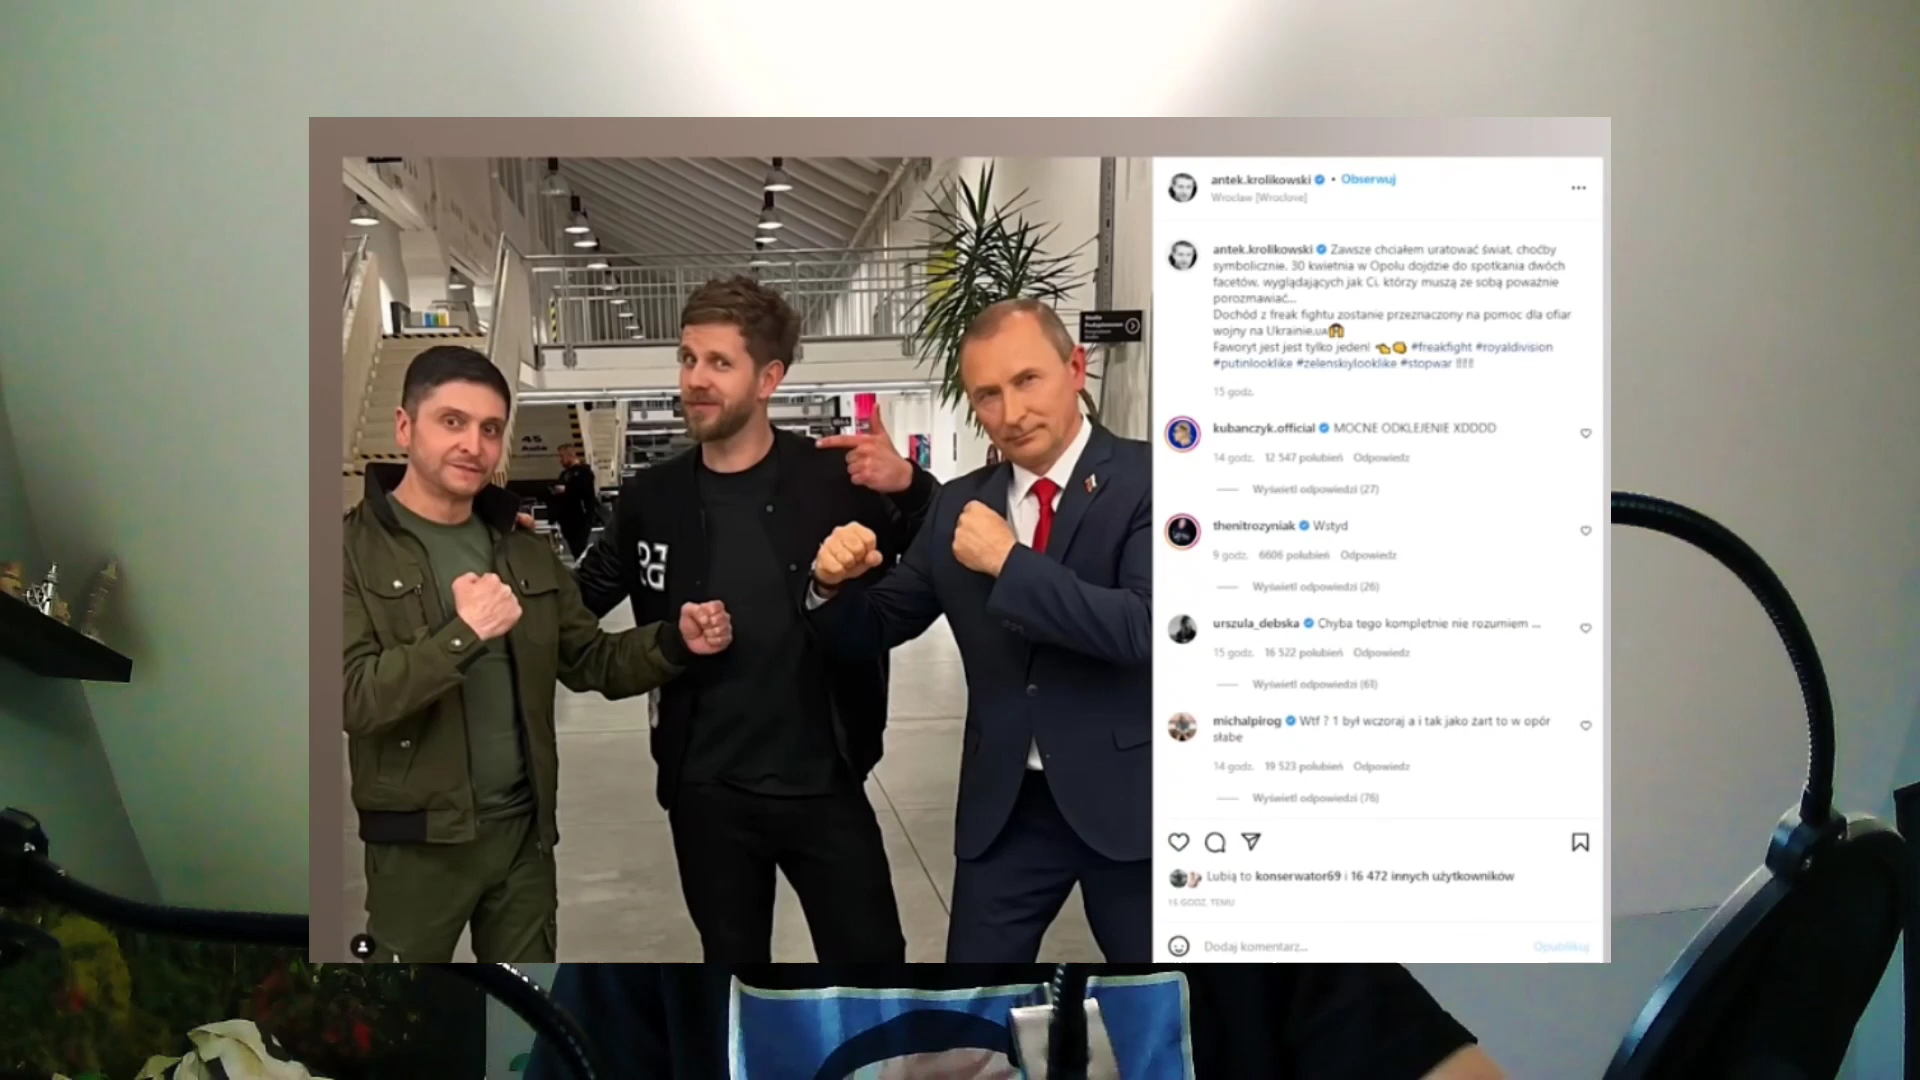 antek.krolikowski • Obserwuj
Wrocław [Wroclove]
antek.krolikowski Zawsze chciałem uratować świat, choćby
symbolicznie. 30 kwietnia w Opolu dojdzie do spotkania dwóch
facetów, wyglądających jak Ci, którzy muszą ze sobą poważnie
porozmawiać...
Dochód z freak fightu zostanie przeznaczony na pomoc dla ofiar
wojny na Ukrainie.
Faworyt jest jest tylko jeden! #freakfight #royaldivision
#putinlooklike #zelenskiylooklike #stopwar
15 godz.
kubanczyk.official MOCNE ODKLEJENIE XDDDD
14 godz. 12 547 polubień Odpowiedz
Wyświetl odpowiedzi (27)
thenitrozyniak Wstyd
9 godz. 6606 polubień Odpowiedz
Wyświetl odpowiedzi (26)
urszula_debska Chyba tego kompletnie nie rozumiem ...
15 godz. 16 522 polubień Odpowiedz
Wyświetl odpowiedzi (61)
michalpirog Wtf ? 1 był wczoraj a i tak jako żart to w opór
słabe
14 godz. 19 523 polubień Odpowiedz
Wyświetl odpowiedzi (76)
Lubią to konserwator69 i 16 472 innych użytkowników
GODZ. TEMU
Dodaj komentarz...
Opublikuj
45